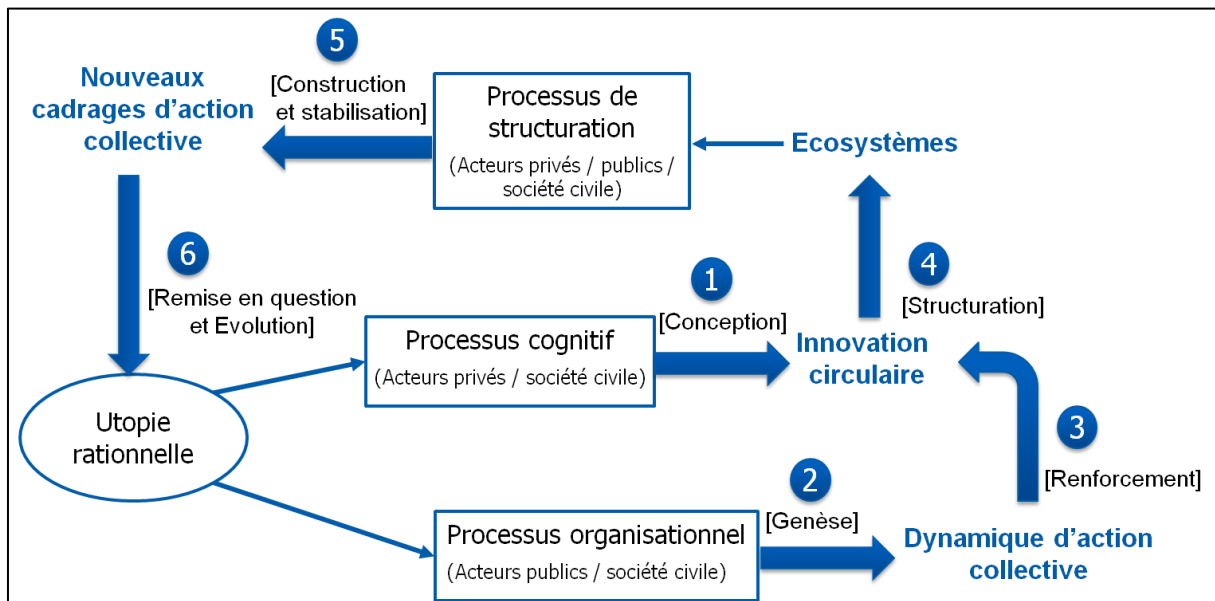 5
[Construction
et stabilisation]
Nouveaux
cadrages d’action
collective
Processus de
structuration
(Acteurs privés / publics /
société civile)
Ecosystèmes
6
[Remise en question
et Evolution]
1
[Conception]
4
[Structuration]
Processus cognitif
(Acteurs privés / société civile)
Innovation
circulaire
Utopie
rationnelle
3
[Renforcement]
2
[Genèse]
Processus organisationnel
(Acteurs publics / société civile)
Dynamique d’action
collective